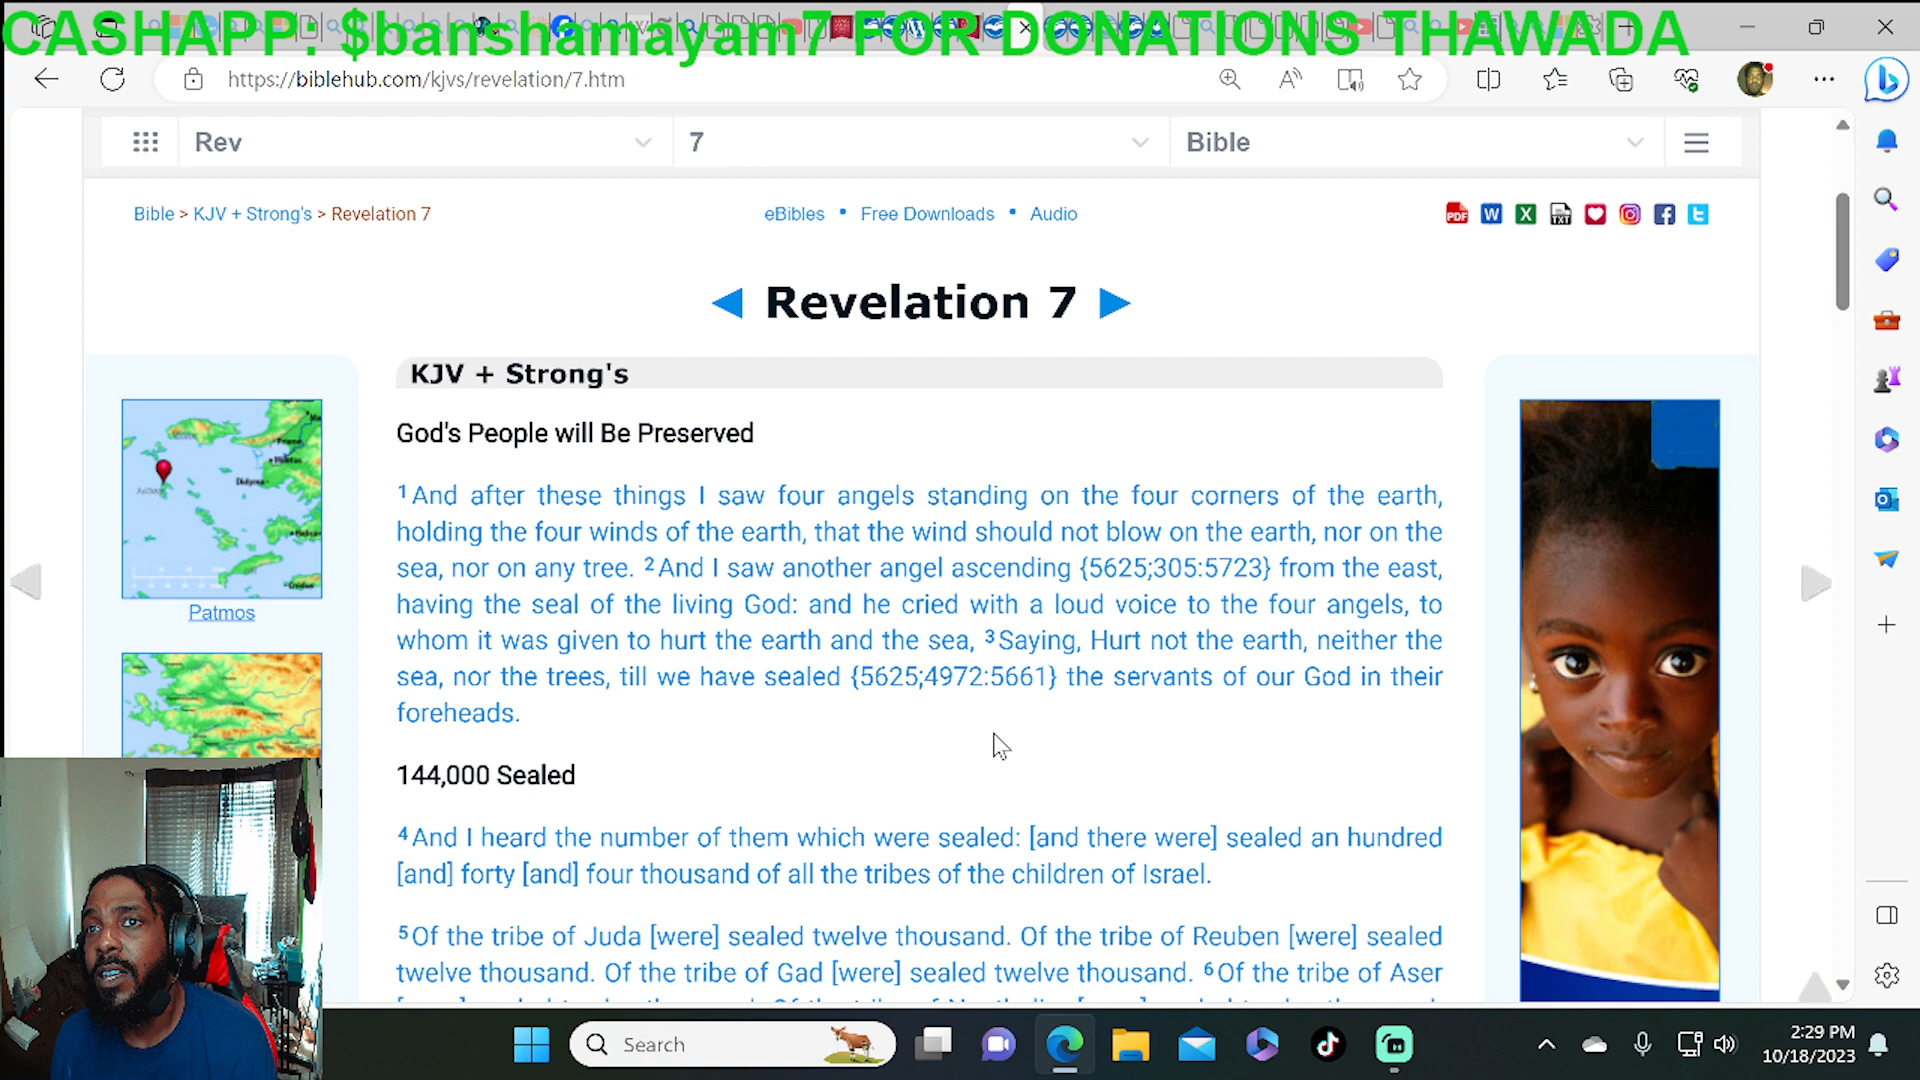 CASHAPP: $banshamayam7 FOR DONATIONS THAWADA
https://biblehub.com/kjvs/revelation/7.htm
Rev
7
Bible
Bible > KJV + Strong's > Revelation 7
eBibles • Free Downloads • Audio
PDF
TXT
◄ Revelation 7 ►
KJV + Strong's
God's People will Be Preserved
1And after these things I saw four angels standing on the four corners of the earth,
holding the four winds of the earth, that the wind should not blow on the earth, nor on the
sea, nor on any tree. 2And I saw another angel ascending {5625;305:5723} from the east,
having the seal of the living God: and he cried with a loud voice to the four angels, to
whom it was given to hurt the earth and the sea, 3Saying, Hurt not the earth, neither the
sea, nor the trees, till we have sealed {5625;4972:5661} the servants of our God in their
foreheads.
144,000 Sealed
4And I heard the number of them which were sealed: [and there were] sealed an hundred
[and] forty [and] four thousand of all the tribes of the children of Israel.
5Of the tribe of Juda [were] sealed twelve thousand. Of the tribe of Reuben [were] sealed
twelve thousand. Of the tribe of Gad [were] sealed twelve thousand. 6Of the tribe of Aser
Patmos
Search
2:29 PM
10/18/2023